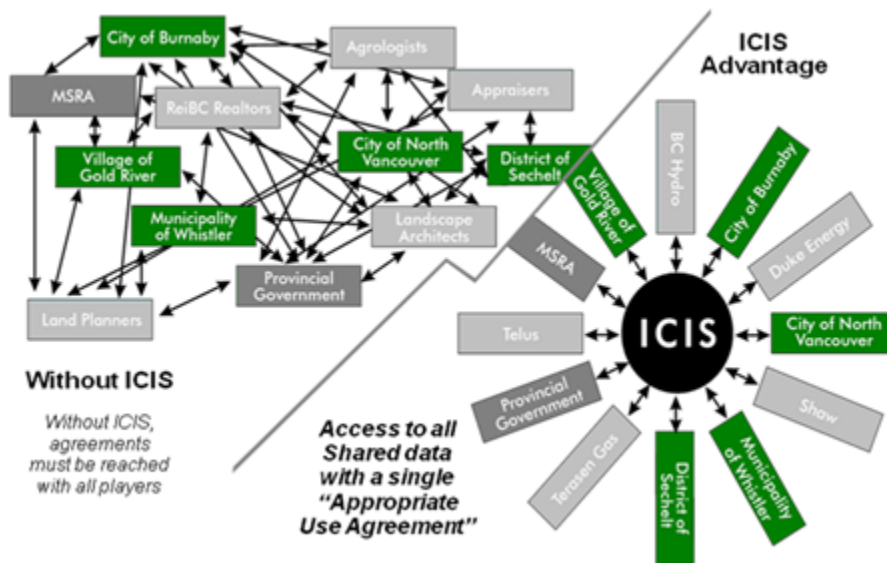 City of Burnaby
Agrologists
MSRA
ReiBC Realtors
Appraisers
City of North
Vancouver
Village of
Gold River
District of
Sechelt
Municipality
of Whistler
Landscape
Architects
Provincial
Government
Land Planners
Without ICIS
Without ICIS,
agreements
must be reached
with all players
ICIS
Advantage
BC Hydro
City of Burnaby
Duke Energy
City of North
Vancouver
Shaw
Municipality
of Whistler
District of
Sechelt
Terasen Gas
Provincial
Government
Telus
MSRA
Village of
Gold River
ICIS
Access to all
Shared data
with a single
“Appropriate
Use Agreement”